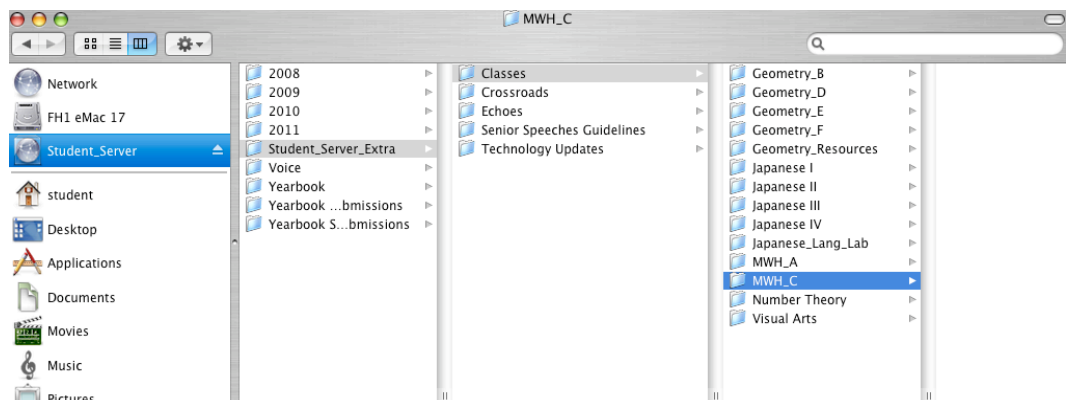 MWH_C
Network
FH1 eMac 17
Student_Server
student
Desktop
Applications
Documents
Movies
Music
Pictures
2008
2009
2010
2011
Student_Server_Extra
Voice
Yearbook
Yearbook ...bmissions
Yearbook S...bmissions
Classes
Crossroads
Echoes
Senior Speeches Guidelines
Technology Updates
Geometry_B
Geometry_D
Geometry_E
Geometry_F
Geometry_Resources
Japanese I
Japanese II
Japanese III
Japanese IV
Japanese_Lang_Lab
MWH_A
MWH_C
Number Theory
Visual Arts